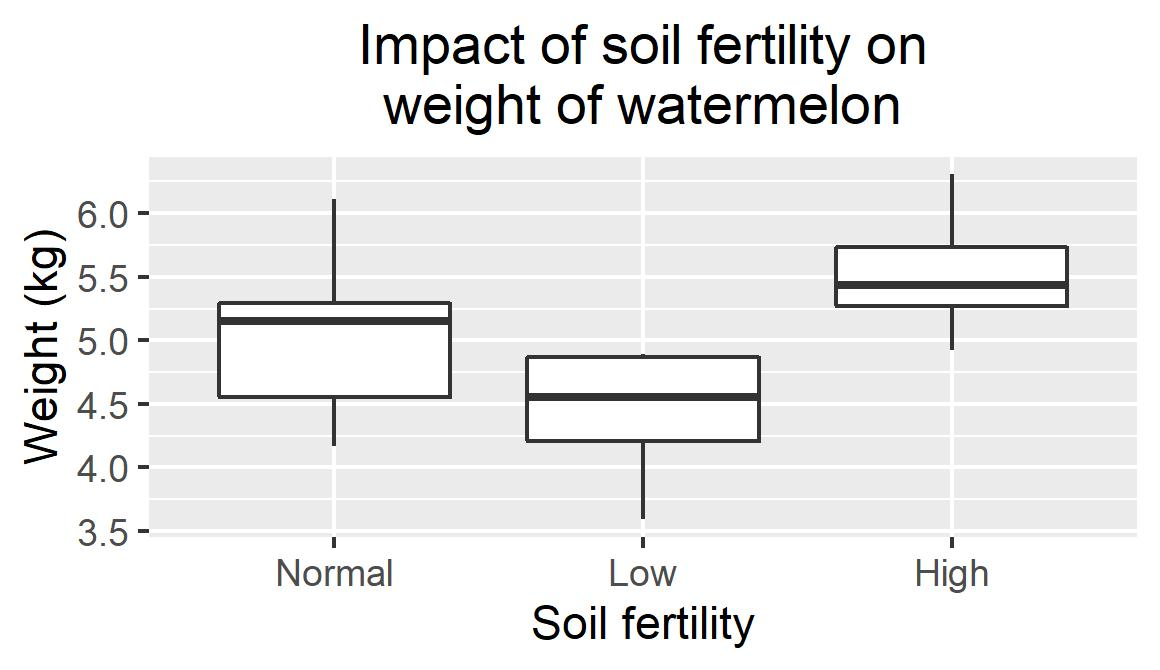 Impact of soil fertility on
weight of watermelon
Weight (kg)
6.0
5.5
5.0
4.5
4.0
3.5
Normal
Low
High
Soil fertility